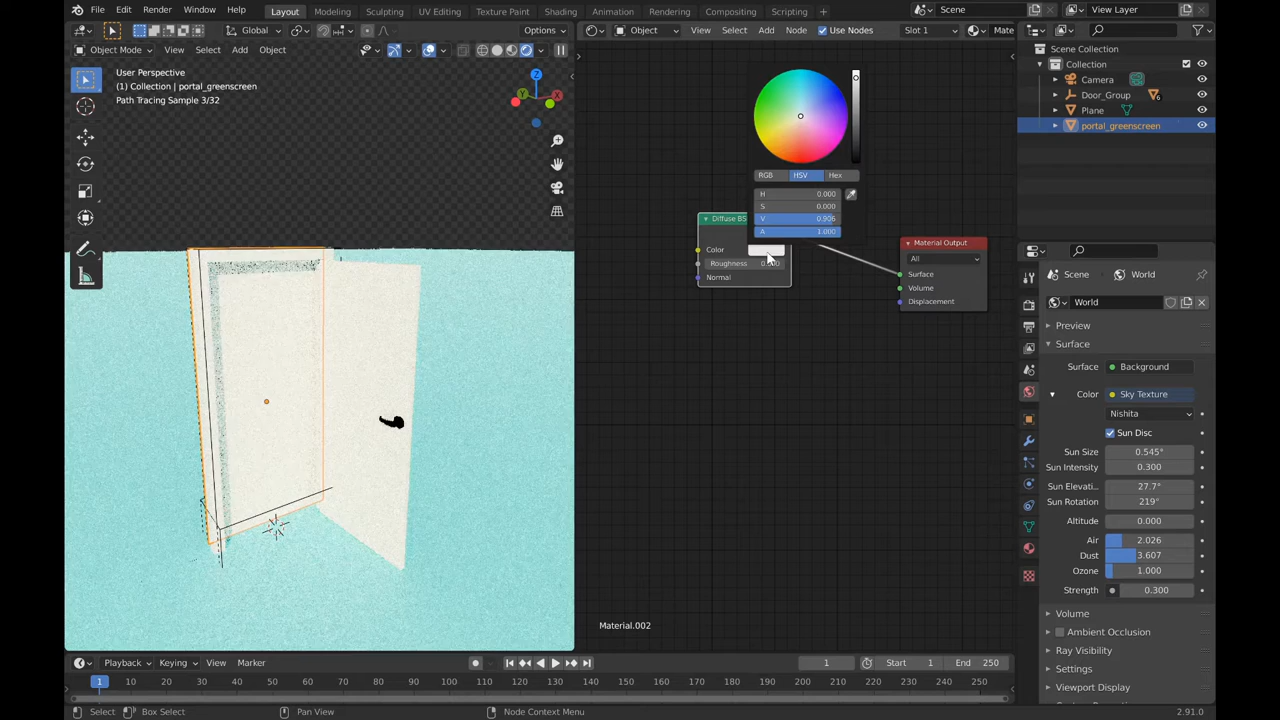 File Edit Render Window Help Layout Modeling Sculpting UV Editing Texture Paint Shading Animation Rendering Compositing Scripting + Scene View Layer
Global Options Object View Select Add Node Use Nodes Slot 1 Mate
Object Mode View Select Add Object
Scene Collection
Collection
Camera
Door_Group 6
Plane
portal_greenscreen
User Perspective
(1) Collection | portal_greenscreen
Path Tracing Sample 3/32
Z
Y
X
RGB HSV Hex
H 0.000
S 0.000
V 0.906
A 1.000
Diffuse BS
Color
Roughness
Normal
Material Output
All
Surface
Volume
Displacement
Material.002
Scene World
World
Preview
Surface
Surface Background
Color Sky Texture
Nishita
Sun Disc
Sun Size 0.545°
Sun Intensity 0.300
Sun Elevati... 27.7°
Sun Rotation 219°
Altitude 0.000
Air 2.026
Dust 3.607
Ozone 1.000
Strength 0.300
Volume
Ambient Occlusion
Ray Visibility
Settings
Viewport Display
Playback Keying View Marker 1 Start 1 End 250
1 10 20 30 40 50 60 70 80 90 100 110 120 130 140 150 160 170 180 190 200 210 220 230 240 250
Select Box Select Pan View Node Context Menu 2.91.0